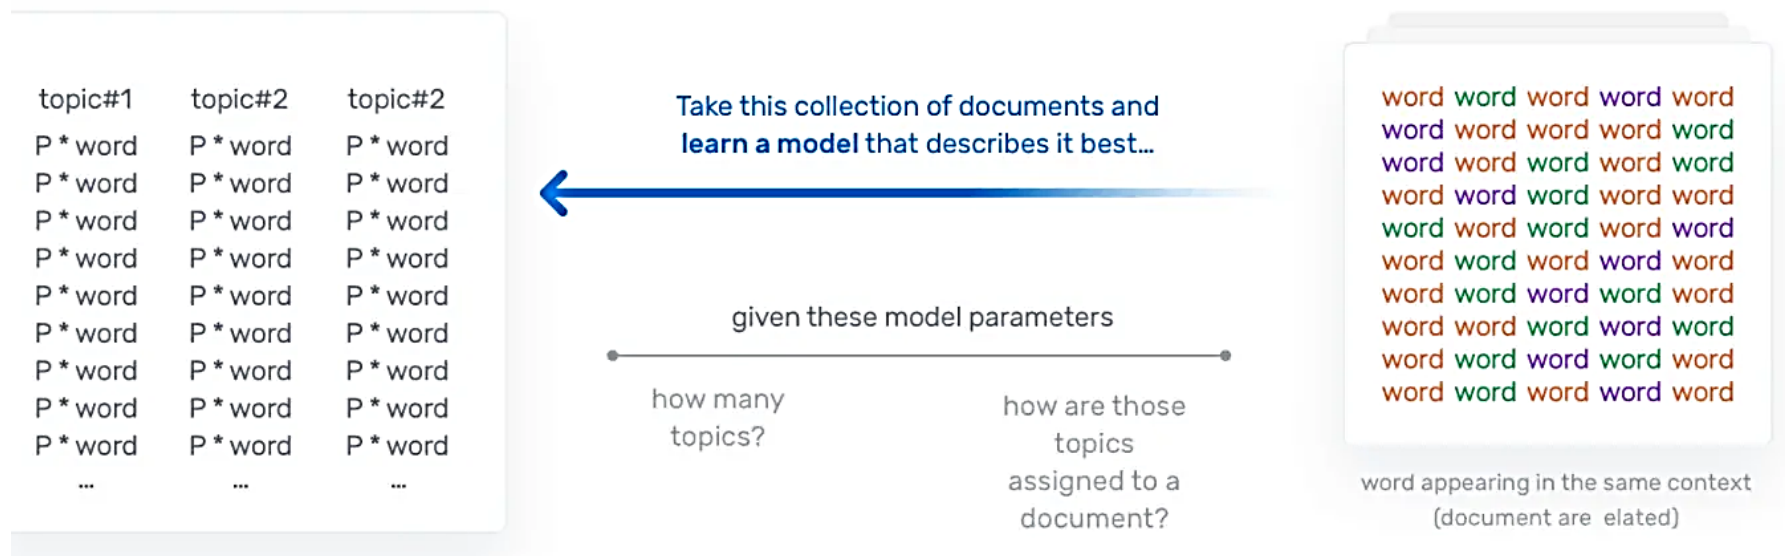 topic#1 topic#2 topic#2
P * word P * word P * word
P * word P * word P * word
P * word P * word P * word
P * word P * word P * word
P * word P * word P * word
P * word P * word P * word
P * word P * word P * word
P * word P * word P * word
P * word P * word P * word
... ... ...
Take this collection of documents and
learn a model that describes it best...
given these model parameters
how many
topics?
how are those
topics
assigned to a
document?
word word word word word
word word word word word
word word word word word
word word word word word
word word word word word
word word word word word
word word word word word
word word word word word
word word word word word
word word word word word
word appearing in the same context
(document are elated)